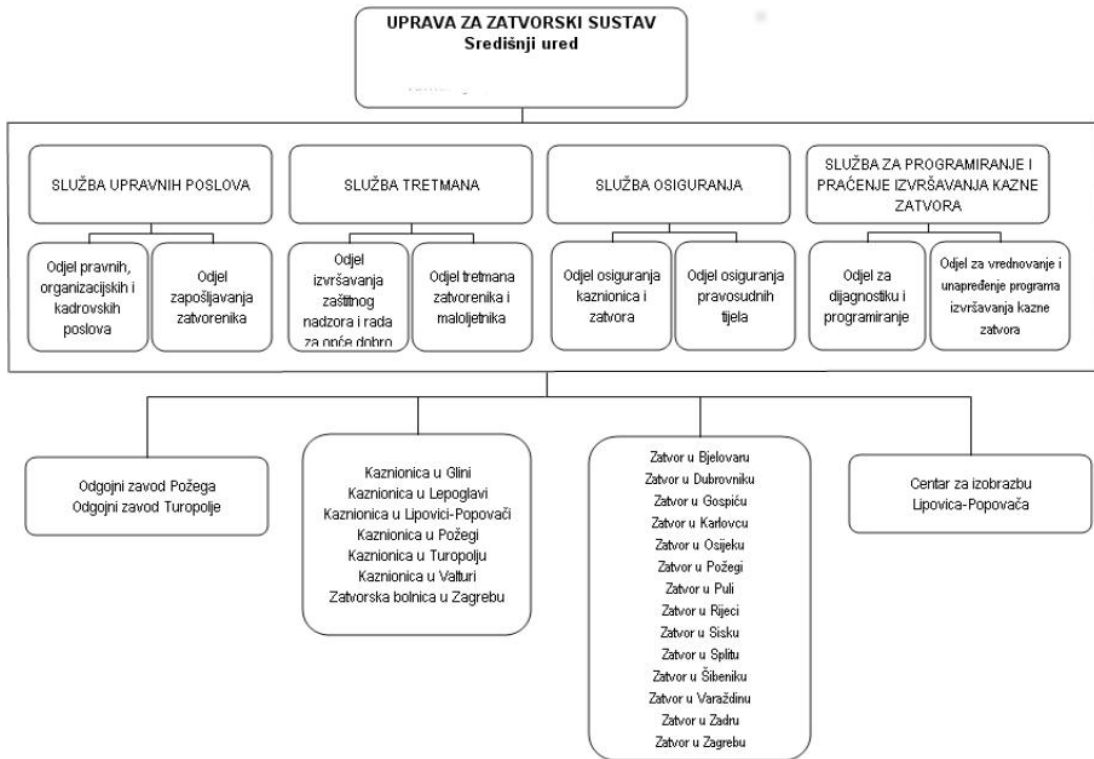 UPRAVA ZA ZATVORSKI SUSTAV
Središnji ured
SLUŽBA UPRAVNIH POSLOVA
SLUŽBA TRETMANA
SLUŽBA OSIGURANJA
SLUŽBA ZA PROGRAMIRANJE I
PRAĆENJE IZVRŠAVANJA KAZNE
ZATVORA
Odjel pravnih,
organizacijskih i
kadrovskih
poslova
Odjel
zapošljavanja
zatvorenika
Odjel
izvršavanja
zaštitnog
nadzora i rada
za opće dobro
Odjel tretmana
zatvorenika i
maloljetnika
Odjel osiguranja
kaznionica i
zatvora
Odjel osiguranja
pravosudnih
tijela
Odjel za
dijagnostiku i
programiranje
Odjel za vrednovanje i
unapređenje programa
izvršavanja kazne
zatvora
Odgojni zavod Požega
Odgojni zavod Turopolje
Kaznionica u Glini
Kaznionica u Lepoglavi
Kaznionica u Lipovici-Popovači
Kaznionica u Požegi
Kaznionica u Turopolju
Kaznionica u Valturi
Zatvorska bolnica u Zagrebu
Zatvor u Bjelovaru
Zatvor u Dubrovniku
Zatvor u Gospiću
Zatvor u Karlovcu
Zatvor u Osijeku
Zatvor u Požegi
Zatvor u Puli
Zatvor u Rijeci
Zatvor u Sisku
Zatvor u Splitu
Zatvor u Šibeniku
Zatvor u Varaždinu
Zatvor u Zadru
Zatvor u Zagrebu
Centar za izobrazbu
Lipovica-Popovača